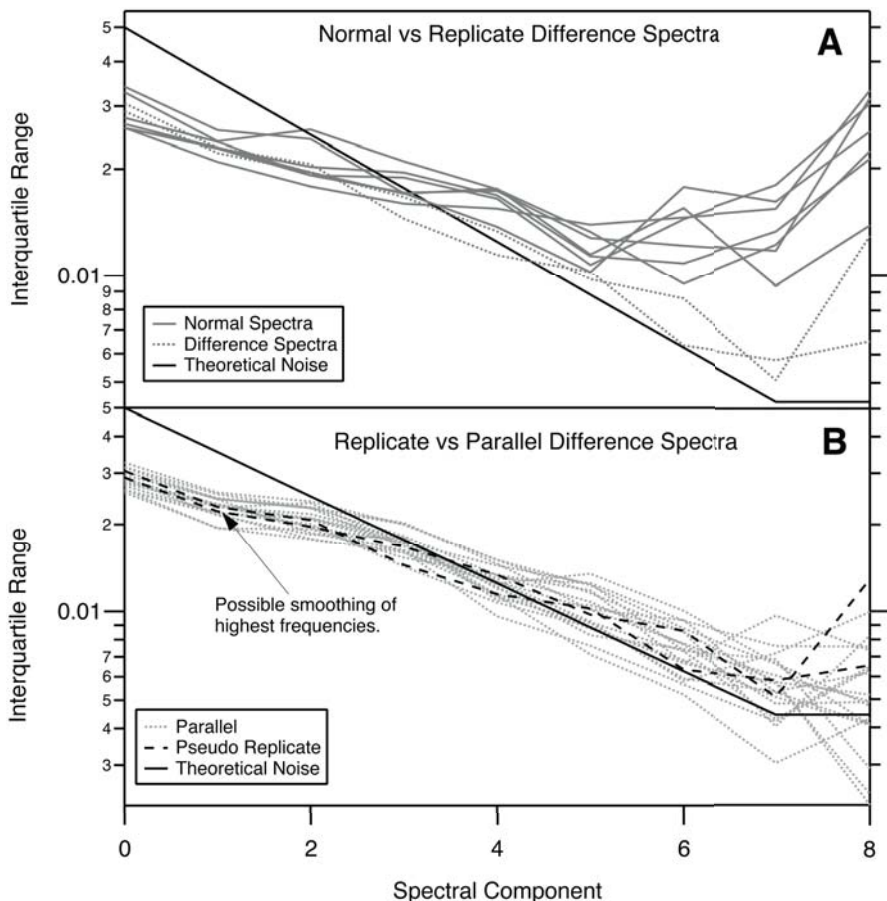 Normal vs Replicate Difference Spectra
A
5
4
3
2
0.01
9
8
7
6
5
Interquartile Range
Normal Spectra
Difference Spectra
Theoretical Noise
Replicate vs Parallel Difference Spectra
B
5
4
3
2
0.01
7
6
5
4
3
Interquartile Range
Possible smoothing of
highest frequencies.
Parallel
Pseudo Replicate
Theoretical Noise
0 2 4 6 8
Spectral Component